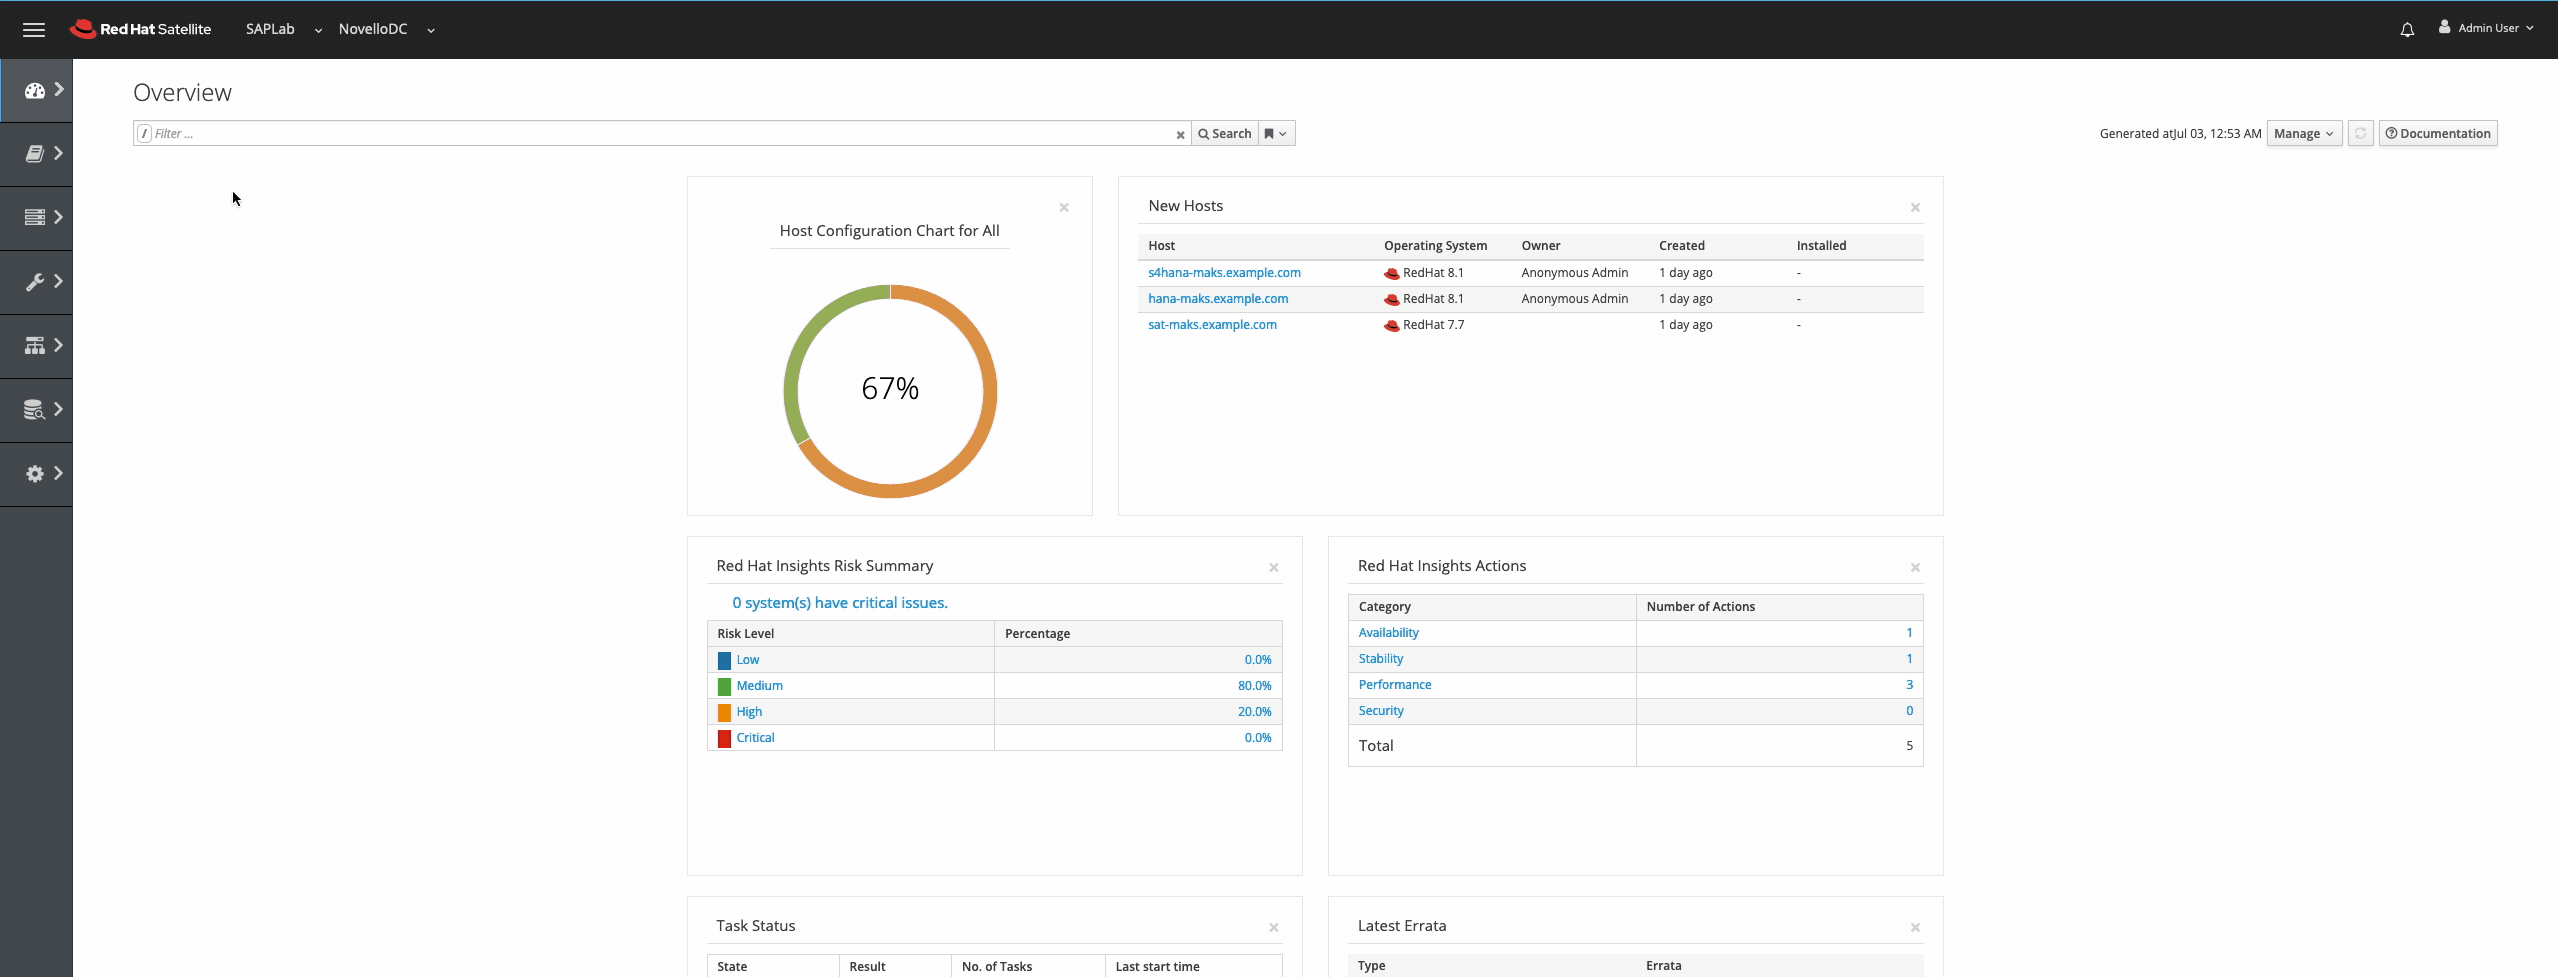 Red Hat Satellite SAPLab NovelloDC Admin User
Overview
/ Filter ... Search Generated atJul 03, 12:53 AM Manage Documentation
Host Configuration Chart for All
67%
New Hosts
Host Operating System Owner Created Installed
s4hana-maks.example.com RedHat 8.1 Anonymous Admin 1 day ago -
hana-maks.example.com RedHat 8.1 Anonymous Admin 1 day ago -
sat-maks.example.com RedHat 7.7 1 day ago -
Red Hat Insights Risk Summary
0 system(s) have critical issues.
Risk Level Percentage
Low 0.0%
Medium 80.0%
High 20.0%
Critical 0.0%
Red Hat Insights Actions
Category Number of Actions
Availability 1
Stability 1
Performance 3
Security 0
Total 5
Task Status
State Result No. of Tasks Last start time
Latest Errata
Type Errata